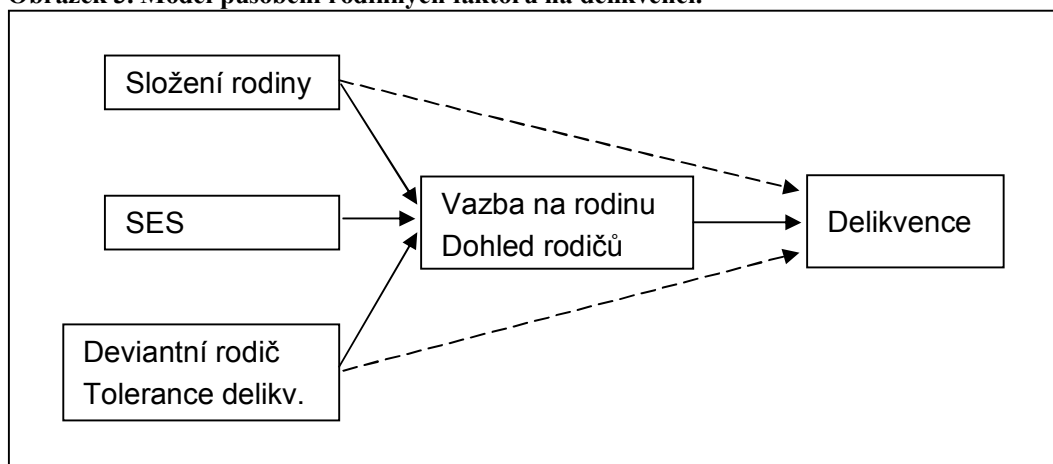 Obrázek 3: Model působení rodinných faktorů na delikvenci.
Složení rodiny
SES
Deviantní rodič
Tolerance delikv.
Vazba na rodinu
Dohled rodičů
Delikvence